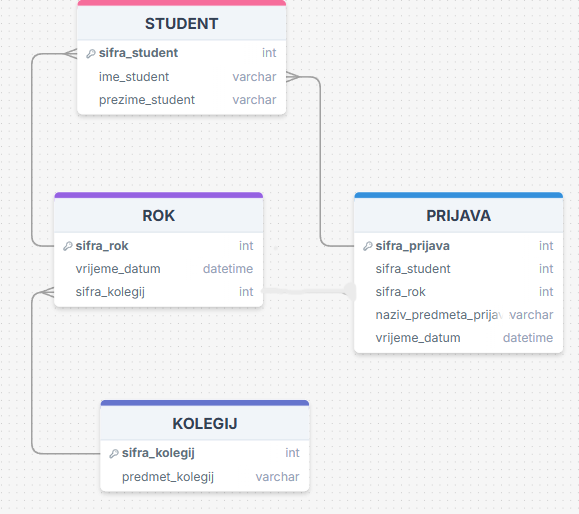 STUDENT
sifra_student int
ime_student varchar
prezime_student varchar
ROK
sifra_rok int
vrijeme_datum datetime
sifra_kolegij int
PRIJAVA
sifra_prijava int
sifra_student int
sifra_rok int
naziv_predmeta_prijav varchar
vrijeme_datum datetime
KOLEGIJ
sifra_kolegij int
predmet_kolegij varchar